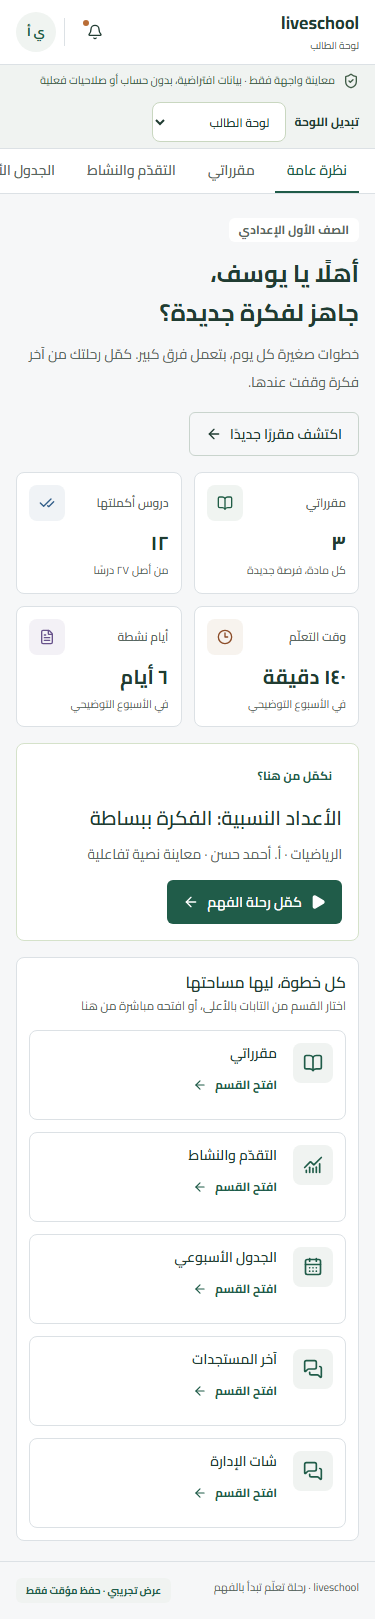 liveschool
لوحة الطالب
ي أ
معاينة واجهة فقط · بيانات افتراضية، بدون حساب أو صلاحيات فعلية
تبديل اللوحة
لوحة الطالب
نظرة عامة
مقرراتي
التقدّم والنشاط
الجدول الأ
الصف الأول الإعدادي
أهلًا يا يوسف،
جاهز لفكرة جديدة؟
خطوات صغيرة كل يوم، بتعمل فرق كبير. كمّل رحلتك من آخر
فكرة وقفت عندها.
اكتشف مقررًا جديدًا
مقرراتي
٣
كل مادة، فرصة جديدة
دروس أكملتها
١٢
من أصل ٢٧ درسًا
وقت التعلّم
١٤٠ دقيقة
في الأسبوع التوضيحي
أيام نشطة
٦ أيام
في الأسبوع التوضيحي
نكمّل من هنا؟
الأعداد النسبية: الفكرة ببساطة
الرياضيات · أ. أحمد حسن · معاينة نصية تفاعلية
كمّل رحلة الفهم
كل خطوة، ليها مساحتها
اختار القسم من التابات بالأعلى، أو افتحه مباشرة من هنا
مقرراتي
افتح القسم
التقدّم والنشاط
افتح القسم
الجدول الأسبوعي
افتح القسم
آخر المستجدات
افتح القسم
شات الإدارة
افتح القسم
liveschool · رحلة تعلّم تبدأ بالفهم
عرض تجريبي · حفظ مؤقت فقط